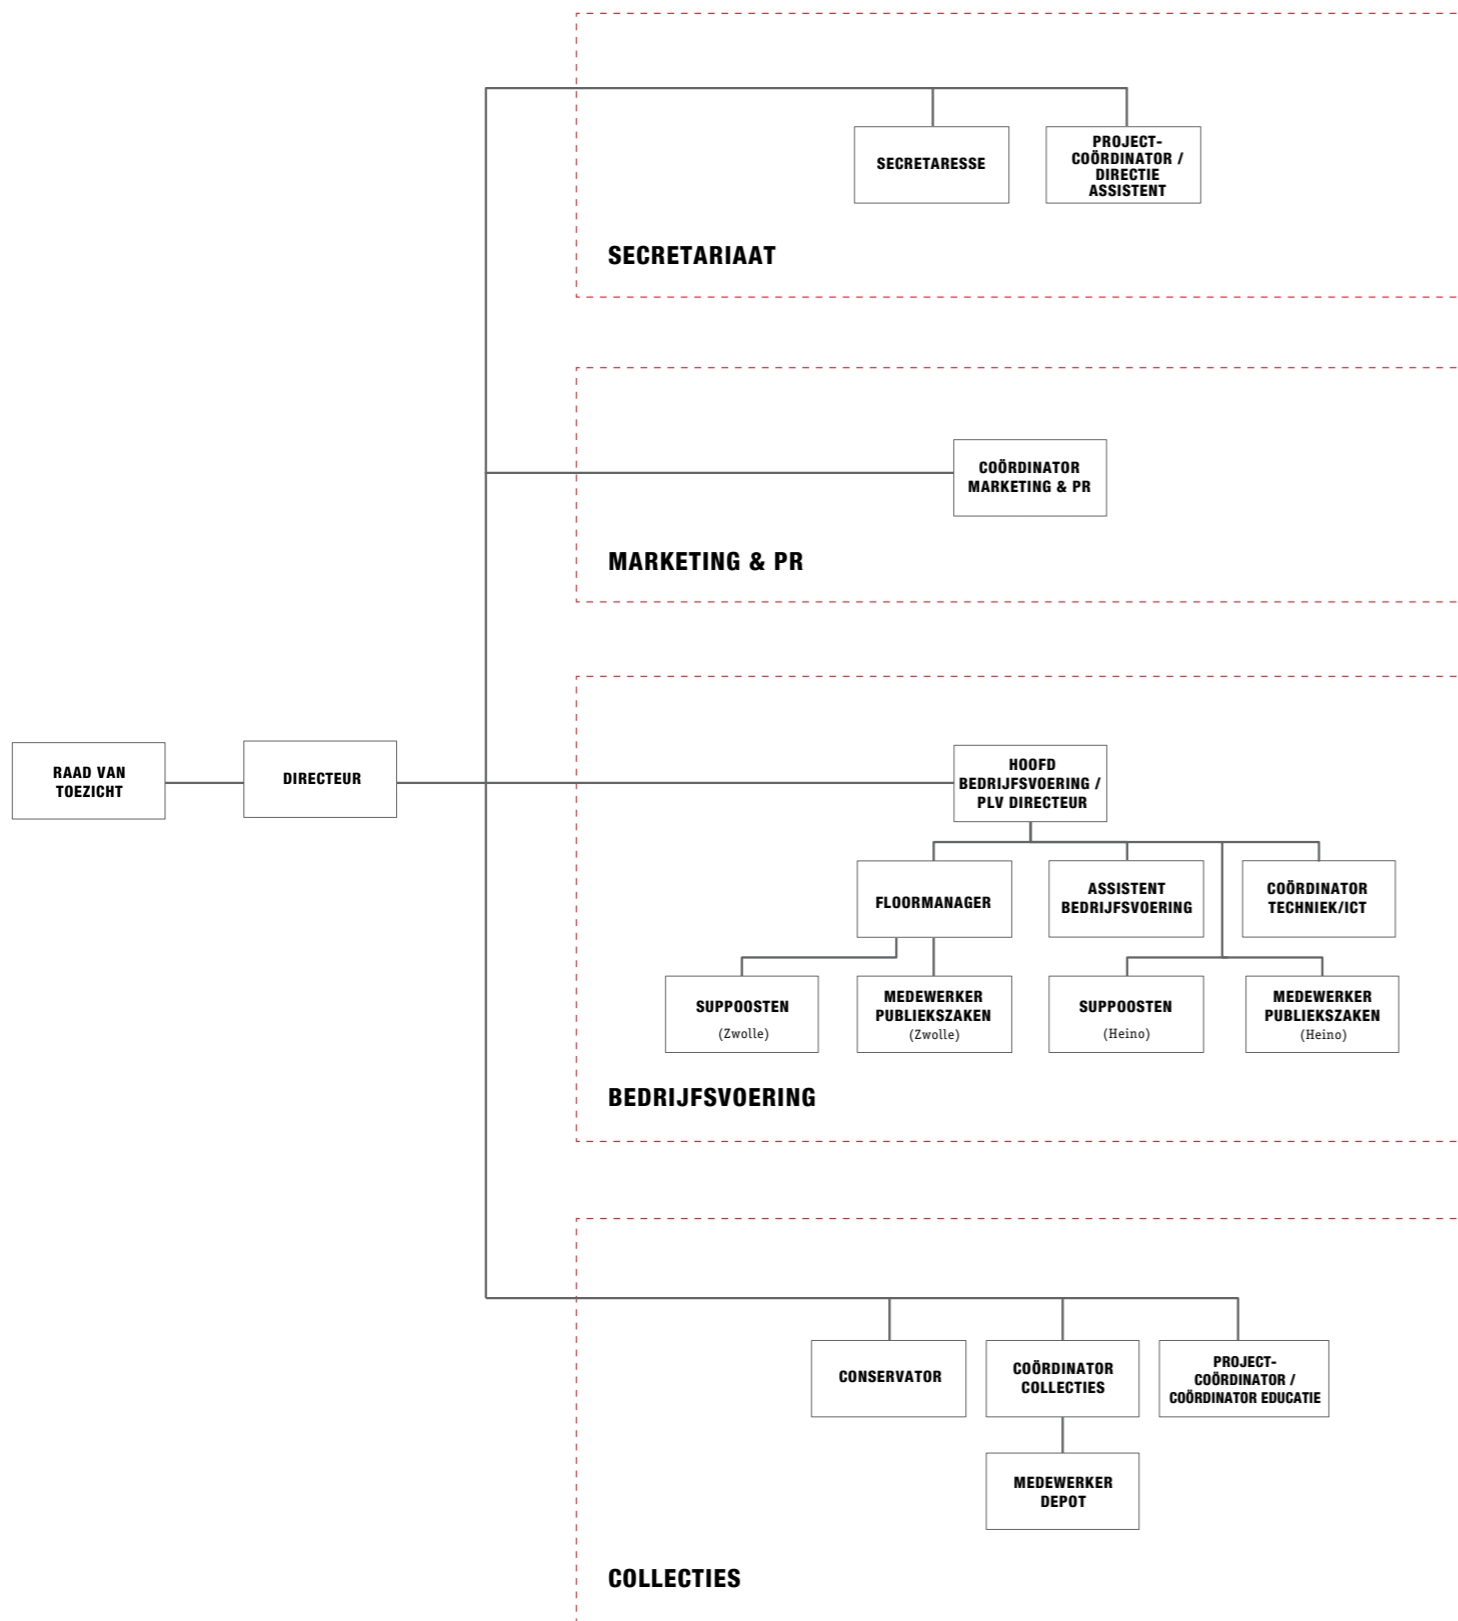 SECRETARESSE
PROJECT-
COÖRDINATOR /
DIRECTIE
ASSISTENT
SECRETARIAAT
COÖRDINATOR
MARKETING & PR
MARKETING & PR
RAAD VAN
TOEZICHT
DIRECTEUR
HOOFD
BEDRIJFSVOERING /
PLV DIRECTEUR
FLOORMANAGER
ASSISTENT
BEDRIJFSVOERING
COÖRDINATOR
TECHNIEK/ICT
SUPPOOSTEN
(Zwolle)
MEDEWERKER
PUBLIEKSZAKEN
(Zwolle)
SUPPOOSTEN
(Heino)
MEDEWERKER
PUBLIEKSZAKEN
(Heino)
BEDRIJFSVOERING
CONSERVATOR
COÖRDINATOR
COLLECTIES
PROJECT-
COÖRDINATOR /
COÖRDINATOR EDUCATIE
MEDEWERKER
DEPOT
COLLECTIES